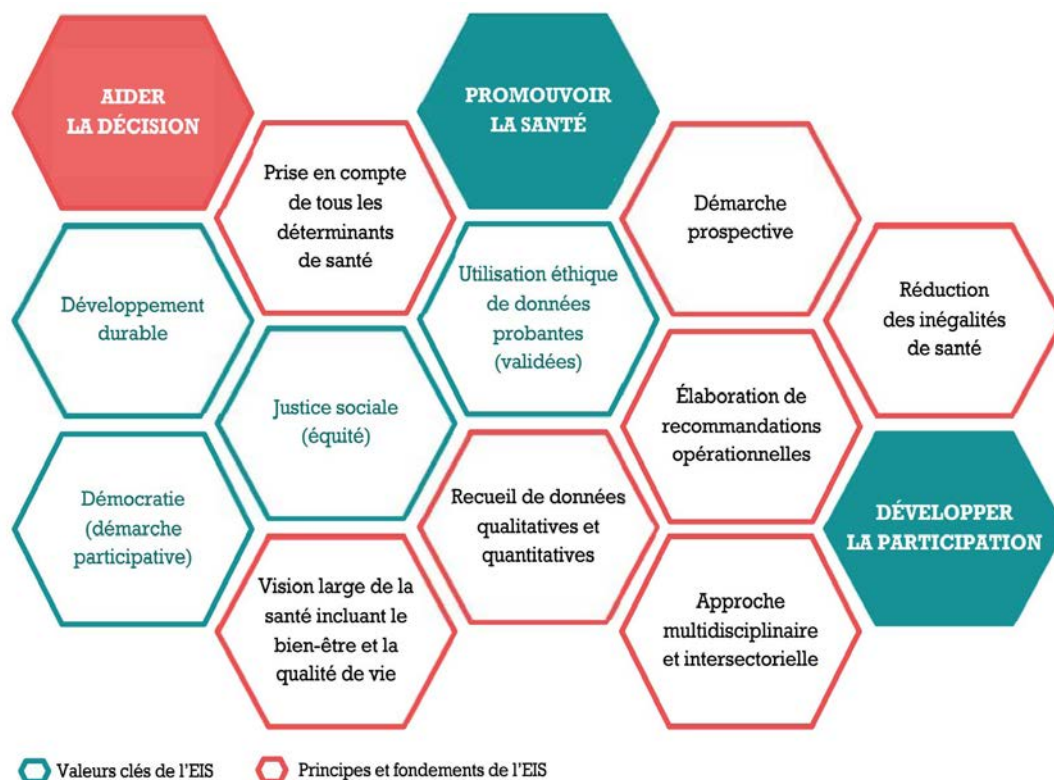 AIDER
LA DÉCISION
PROMOUVOIR
LA SANTÉ
Prise en compte
de tous les
déterminants
de santé
Démarche
prospective
Développement
durable
Utilisation éthique
de données
probantes
(validées)
Réduction
des inégalités
de santé
Justice sociale
(équité)
Élaboration de
recommandations
opérationnelles
Démocratie
(démarche
participative)
Recueil de données
qualitatives et
quantitatives
DÉVELOPPER
LA PARTICIPATION
Vision large de la
santé incluant le
bien-être et la
qualité de vie
Approche
multidisciplinaire
et intersectorielle
Valeurs clés de l'EIS
Principes et fondements de l'EIS